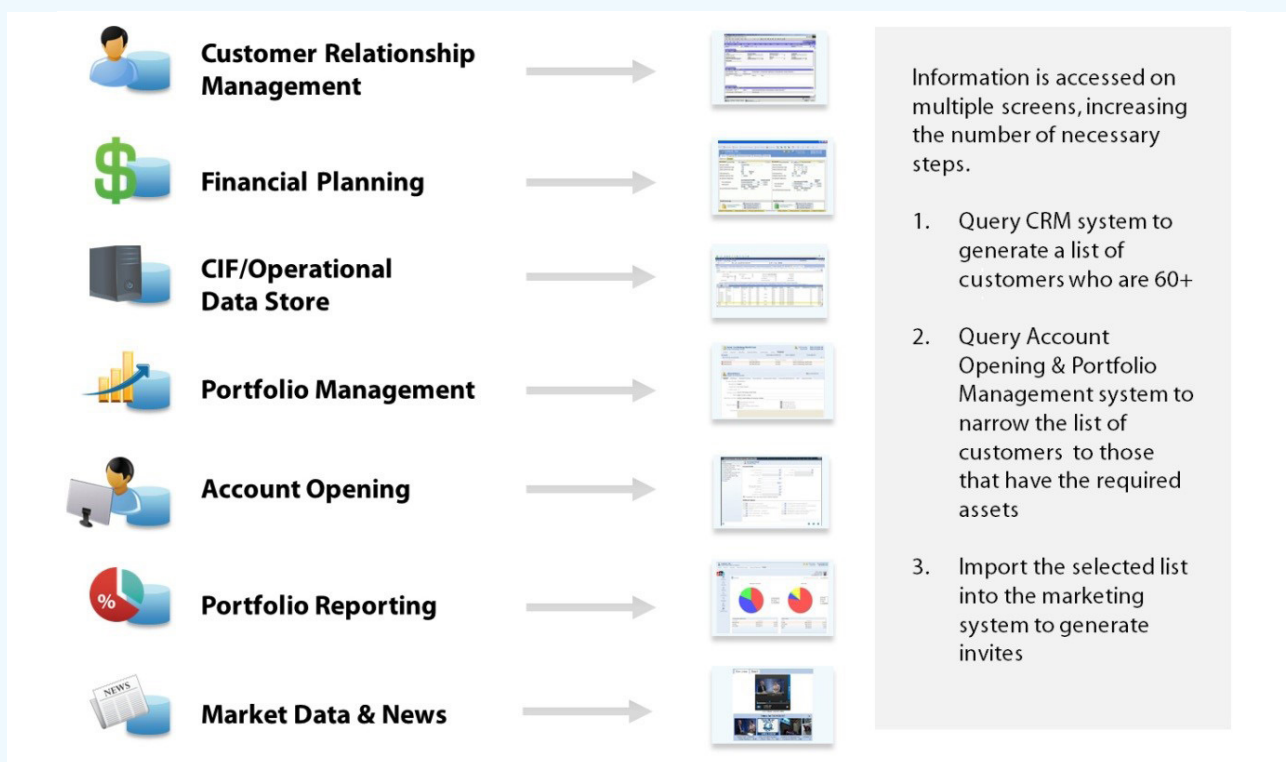 Customer Relationship
Management
Financial Planning
CIF/Operational
Data Store
Portfolio Management
Account Opening
%
Portfolio Reporting
NEWS
Market Data & News
Information is accessed on
multiple screens, increasing
the number of necessary
steps.
1. Query CRM system to
generate a list of
customers who are 60+
2. Query Account
Opening & Portfolio
Management system to
narrow the list of
customers to those
that have the required
assets
3. Import the selected list
into the marketing
system to generate
invites